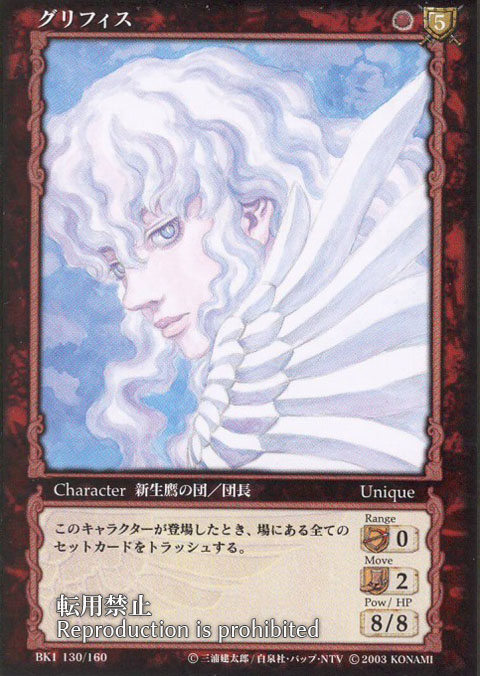 グリフィス
5
Character 新生鷹の団／団長 Unique
このキャラクターが登場したとき、場にある全ての
セットカードをトラッシュする。
Range
0
Move
2
Pow/ HP
8/8
転用禁止
Reproduction is prohibited
BK1 130/160 © 三浦建太郎/白泉社・バップ・NTV © 2003 KONAMI